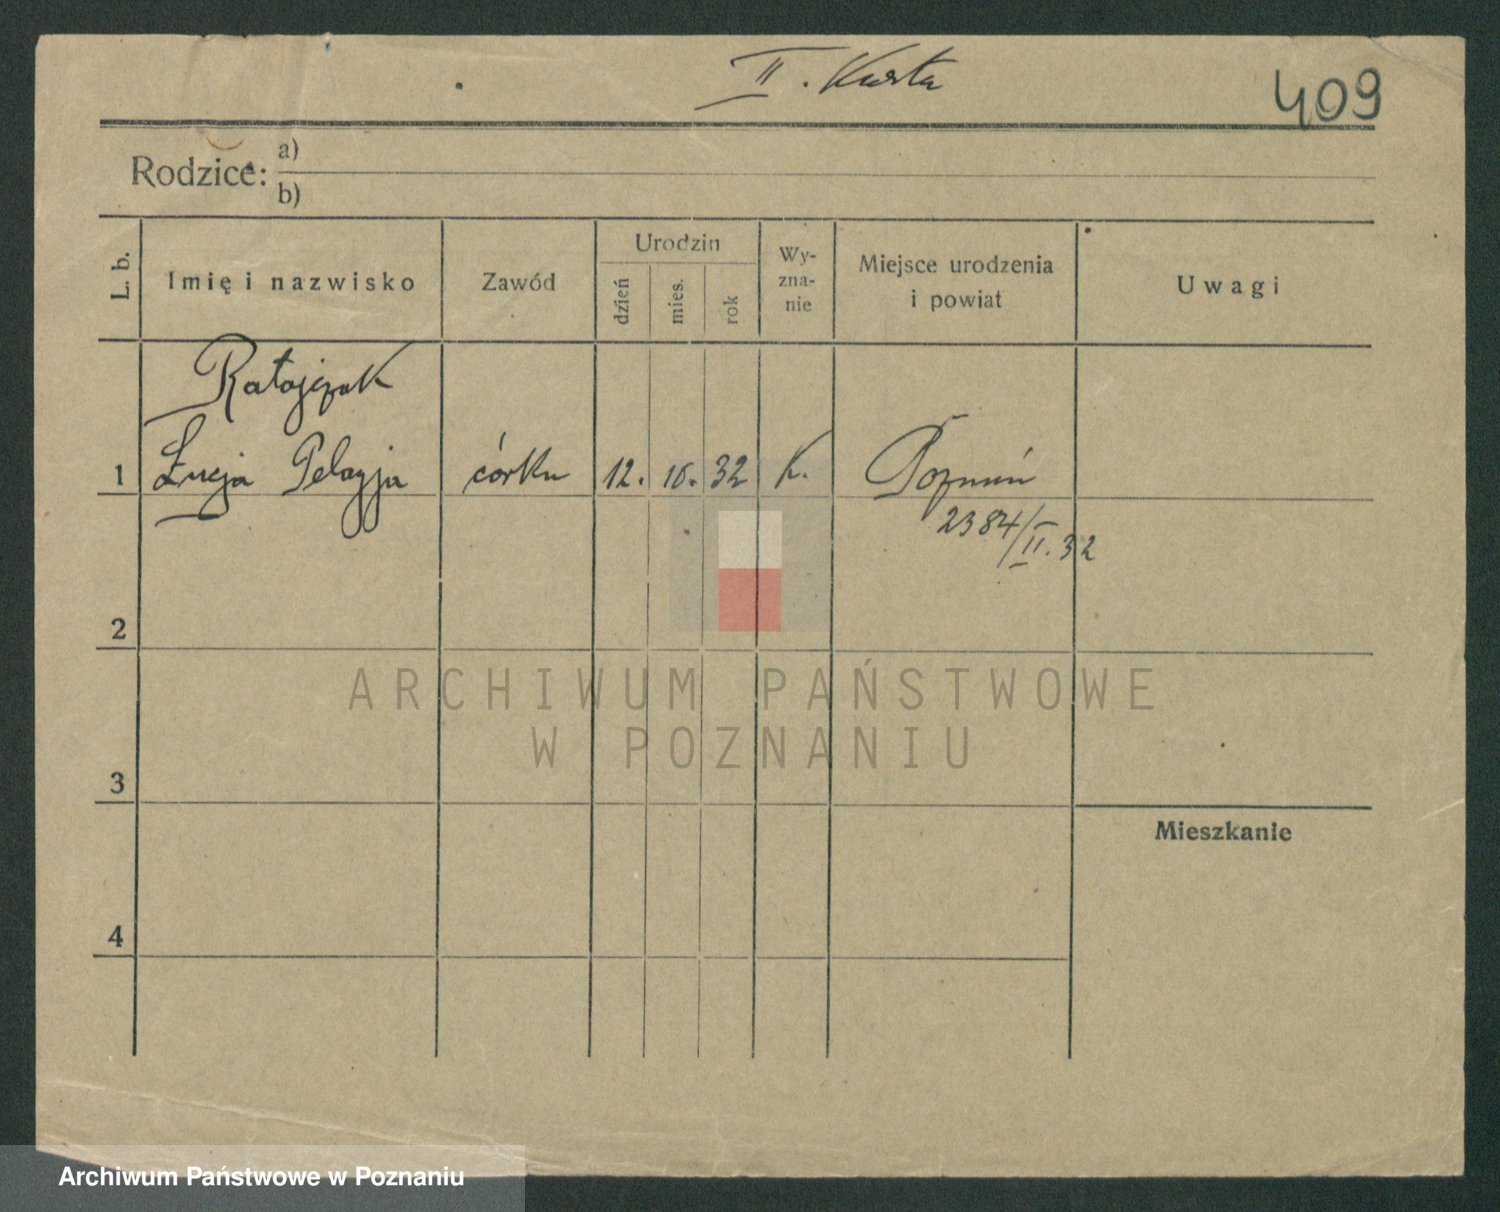 II. Karta
409
Rodzice: a)
b)
L. b.
Imię i nazwisko
Zawód
Urodzin
dzień
mies.
rok
Wy-
zna-
nie
Miejsce urodzenia
i powiat
Uwagi
Ratajczak
1 Łucja Pelagja córka 12. 10. 32 K. Poznań
2384/II.32
2
ARCHIWUM PAŃSTWOWE
W POZNANIU
3
Mieszkanie
4
Archiwum Państwowe w Poznaniu